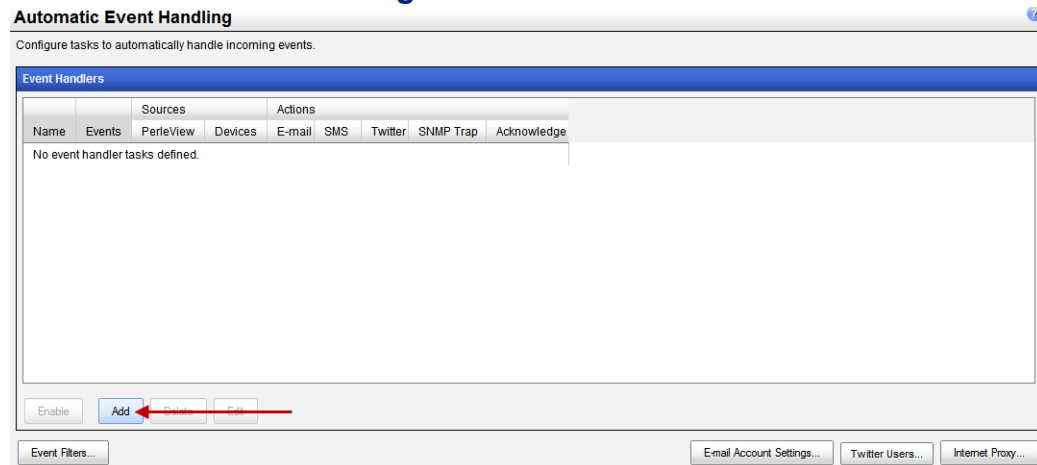 Automatic Event Handling
Configure tasks to automatically handle incoming events.
Event Handlers
Sources Actions
Name Events PerleView Devices E-mail SMS Twitter SNMP Trap Acknowledge
No event handler tasks defined.
Enable Add Delete Edit
Event Filters... E-mail Account Settings... Twitter Users... Internet Proxy...